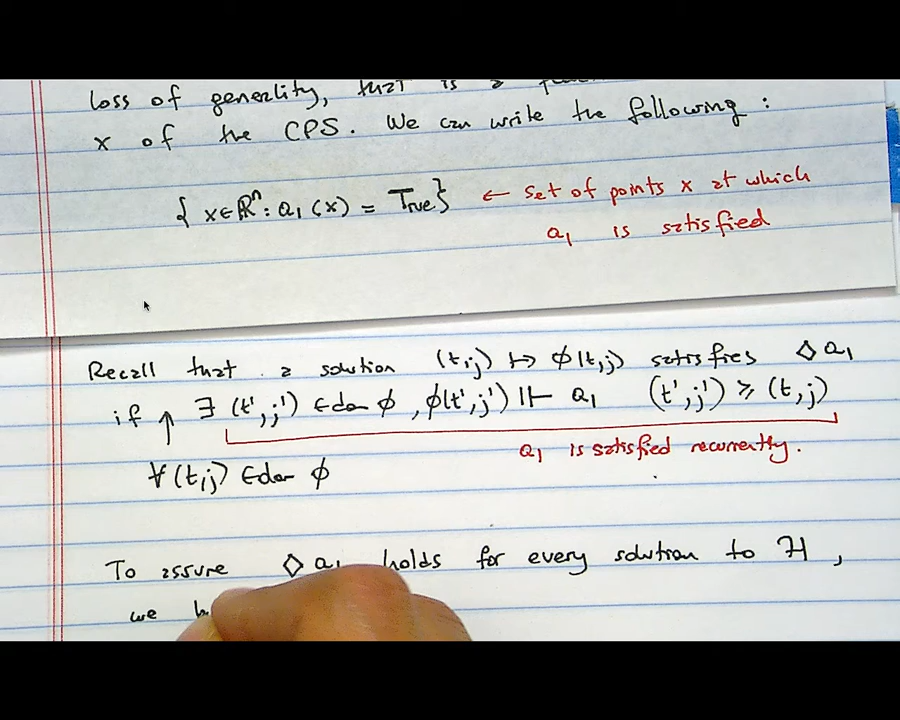 loss of generality, that is a
x of the CPS. We can write the following :
{ x∈ℝⁿ : a₁(x) = True} ← set of points x at which
a₁ is satisfied
Recall that a solution (t,j) ↦ ϕ(t,j) satisfies ◇a₁
if ↑ ∃ (t',j') ∈ dom ϕ , ϕ(t',j') ⊩ a₁ (t',j') ≥ (t,j)
a₁ is satisfied recurrently.
∀(t,j) ∈ dom ϕ
To assure ◇a₁ holds for every solution to ℋ ,
we